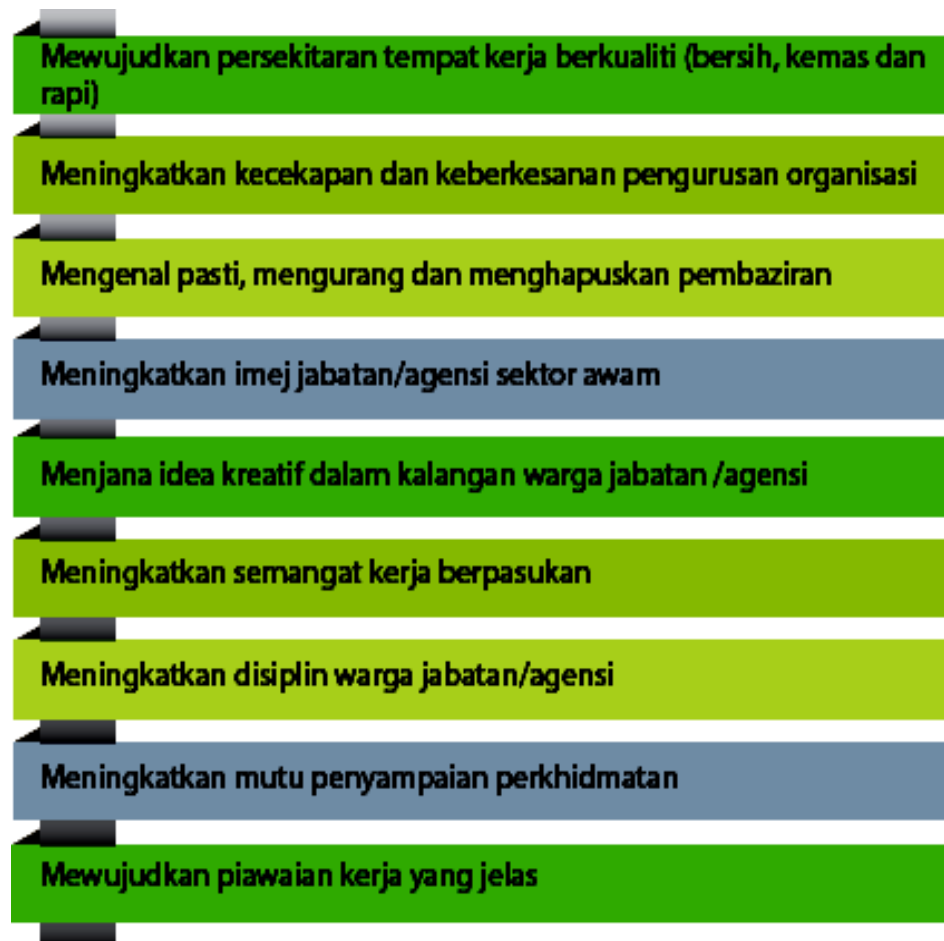 Mewujudkan persekitaran tempat kerja berkualiti (bersih, kemas dan
rapi)
Meningkatkan kecekapan dan keberkesanan pengurusan organisasi
Mengenal pasti, mengurang dan menghapuskan pembaziran
Meningkatkan imej jabatan/agensi sektor awam
Menjana idea kreatif dalam kalangan warga jabatan /agensi
Meningkatkan semangat kerja berpasukan
Meningkatkan disiplin warga jabatan/agensi
Meningkatkan mutu penyampaian perkhidmatan
Mewujudkan piawaian kerja yang jelas